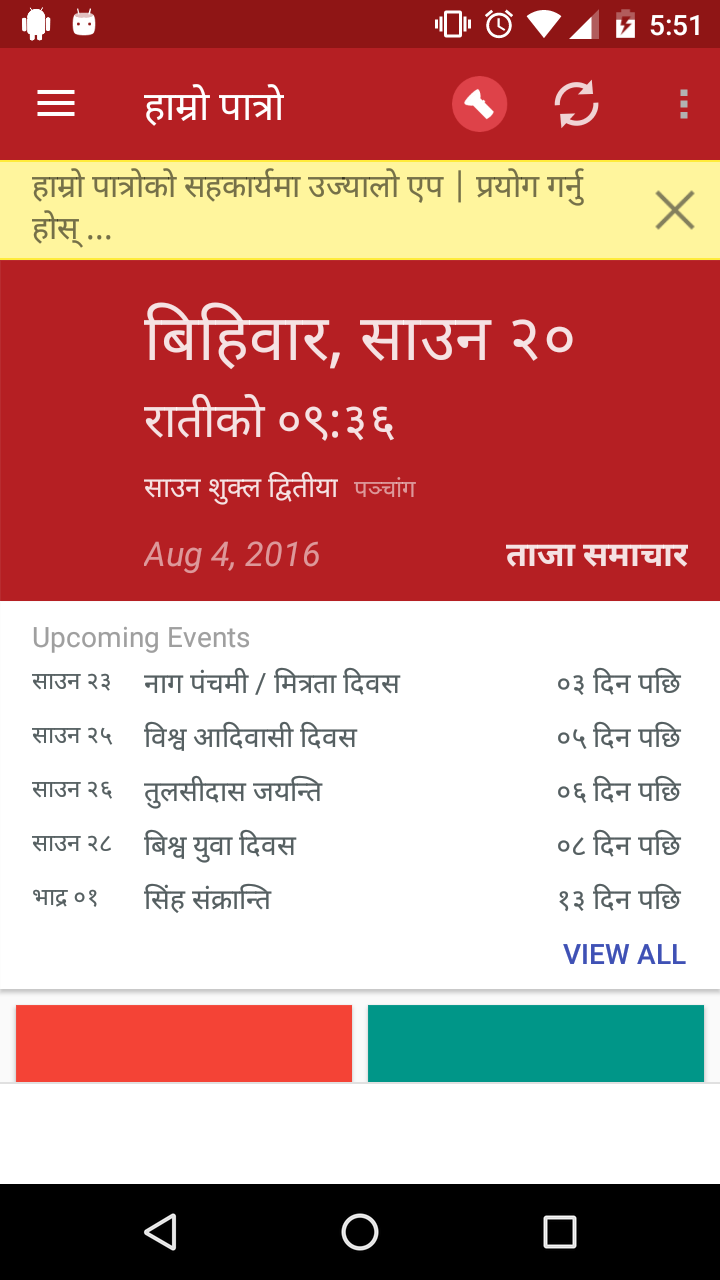 5:51
हाम्रो पात्रो
हाम्रो पात्रोको सहकार्यमा उज्यालो एप | प्रयोग गर्नु
होस् ...
बिहिवार, साउन २०
रातीको ०९:३६
साउन शुक्ल द्वितीया पञ्चांग
Aug 4, 2016 ताजा समाचार
Upcoming Events
साउन २३ नाग पंचमी / मित्रता दिवस ०३ दिन पछि
साउन २५ विश्व आदिवासी दिवस ०५ दिन पछि
साउन २६ तुलसीदास जयन्ति ०६ दिन पछि
साउन २८ बिश्व युवा दिवस ०८ दिन पछि
भाद्र ०१ सिंह संक्रान्ति १३ दिन पछि
VIEW ALL